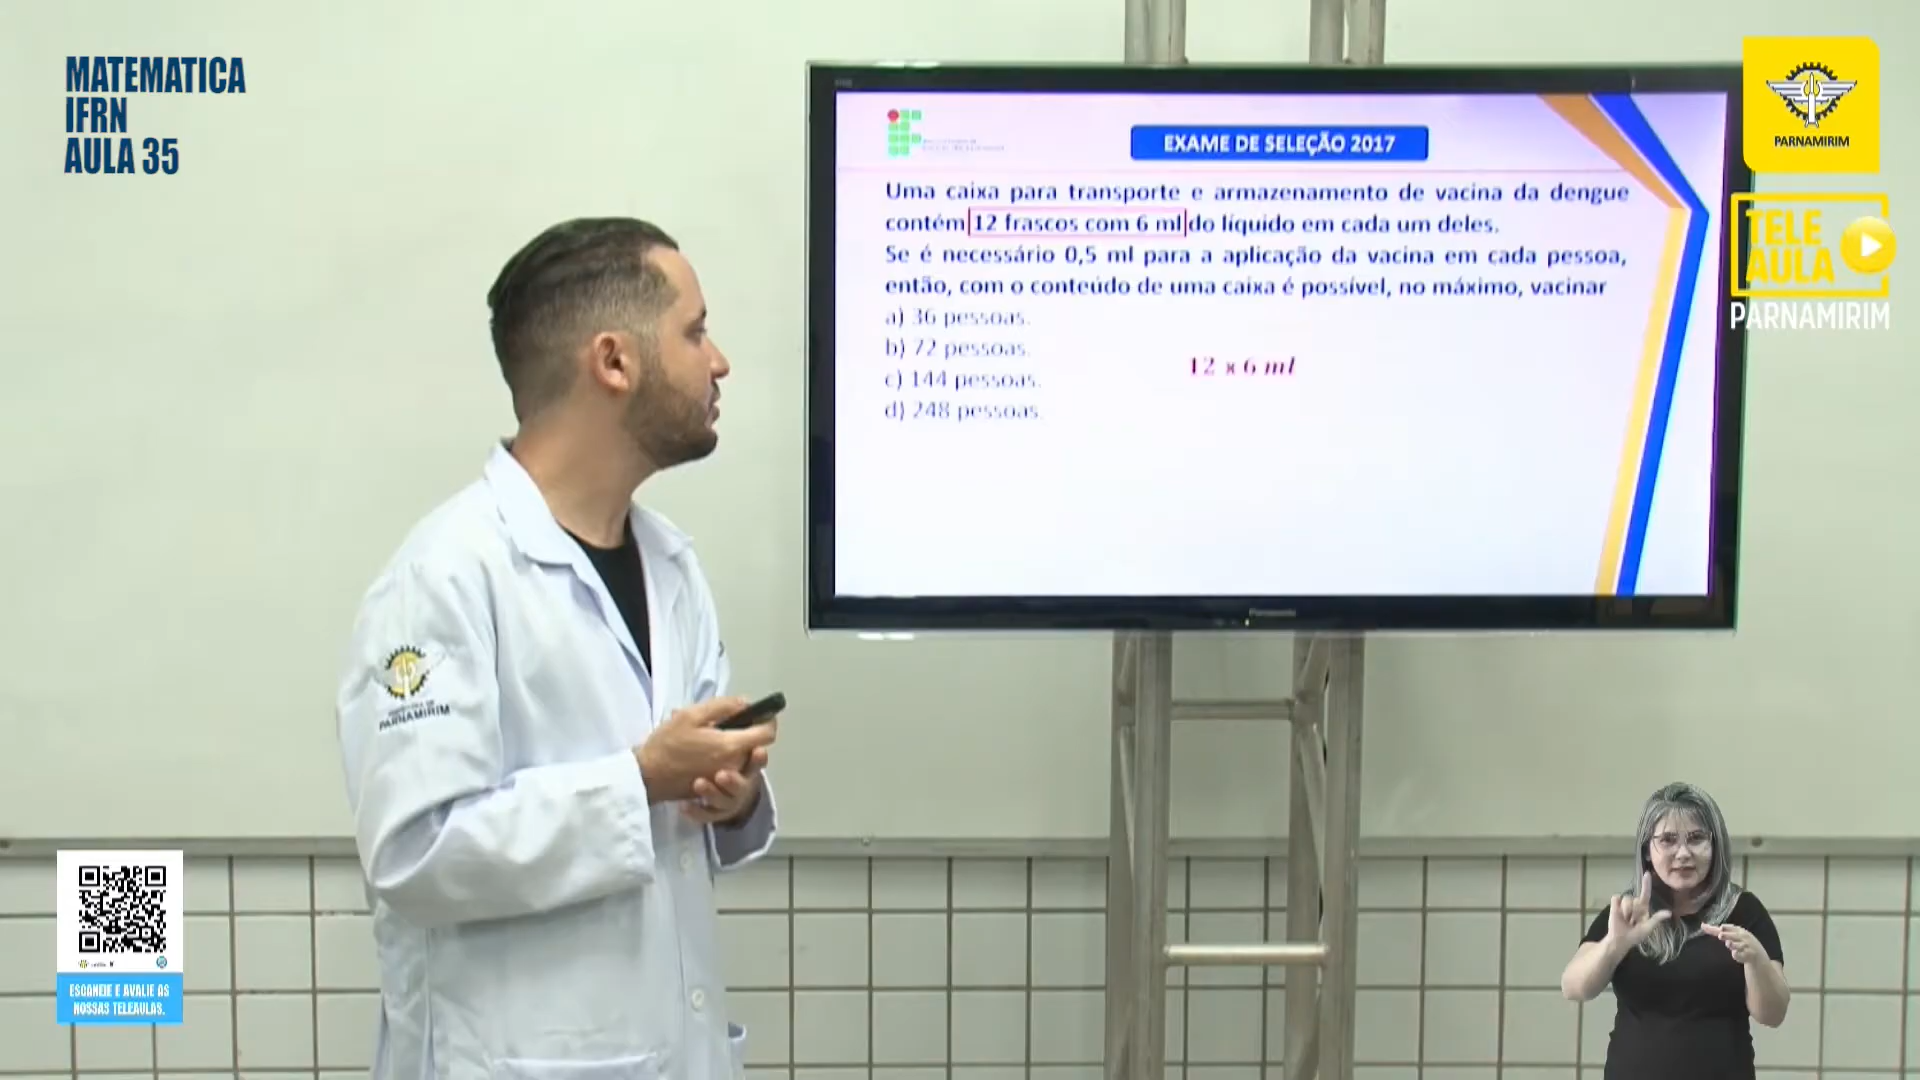 MATEMATICA
IFRN
AULA 35
EXAME DE SELEÇÃO 2017
Uma caixa para transporte e armazenamento de vacina da dengue
contém 12 frascos com 6 ml do líquido em cada um deles.
Se é necessário 0,5 ml para a aplicação da vacina em cada pessoa,
então, com o conteúdo de uma caixa é possível, no máximo, vacinar
a) 36 pessoas.
b) 72 pessoas.
c) 144 pessoas.
d) 248 pessoas.
12 x 6 ml
Panasonic
PARNAMIRIM
TELE
AULA
PARNAMIRIM
PREFEITURA DE
PARNAMIRIM
ESCANEIE E AVALIE AS
NOSSAS TELEAULAS.